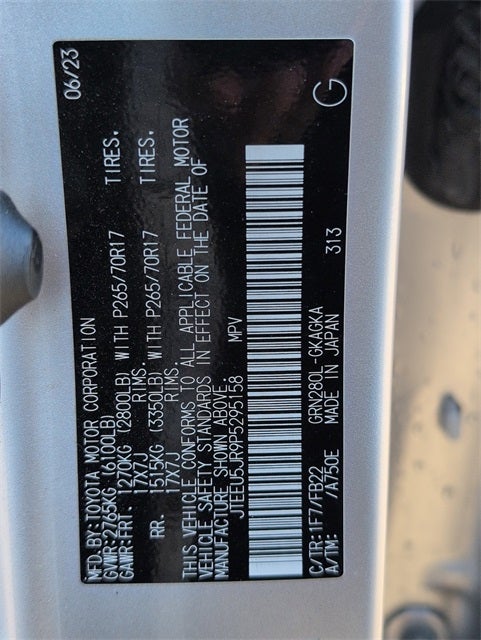 MFD.BY:TOYOTA MOTOR CORPORATION 06/23
GVWR:2765KG (6100LB)
GAWR:FRT: 1270KG (2800LB) WITH P265/70R17 TIRES.
17X7J RIMS.
RR. 1515KG (3350LB) WITH P265/70R17 TIRES.
17X7J RIMS.
THIS VEHICLE CONFORMS TO ALL APPLICABLE FEDERAL MOTOR
VEHICLE SAFETY STANDARDS IN EFFECT ON THE DATE OF
MANUFACTURE SHOWN ABOVE.
JTEEU5JR9P5295158 MPV
C/TR:1F7/FB22 GRN280L-GKAGKA 313
A/TM: /A750E MADE IN JAPAN
G